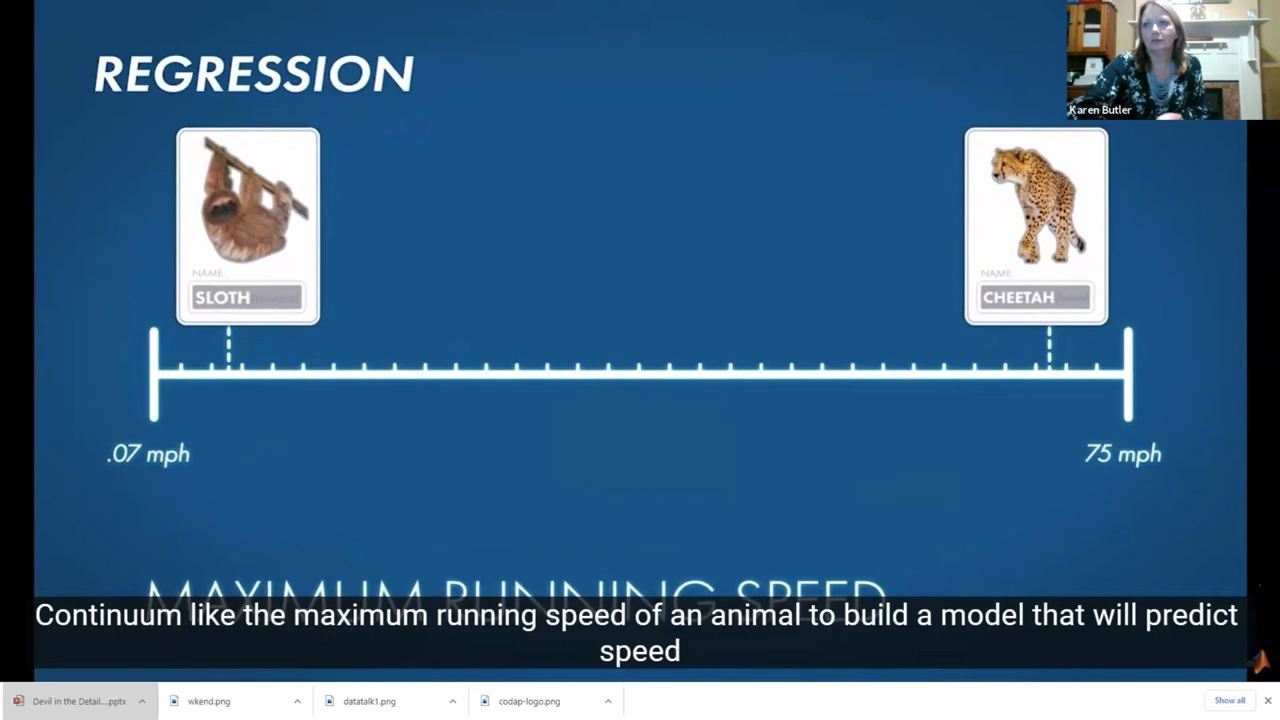 REGRESSION
Karen Butler
NAME:
SLOTH
NAME:
CHEETAH
.07 mph
75 mph
MAXIMUM RUNNING SPEED
Continuum like the maximum running speed of an animal to build a model that will predict
speed
Devil in the Detail....pptx
wkend.png
datatalk1.png
codap-logo.png
Show all